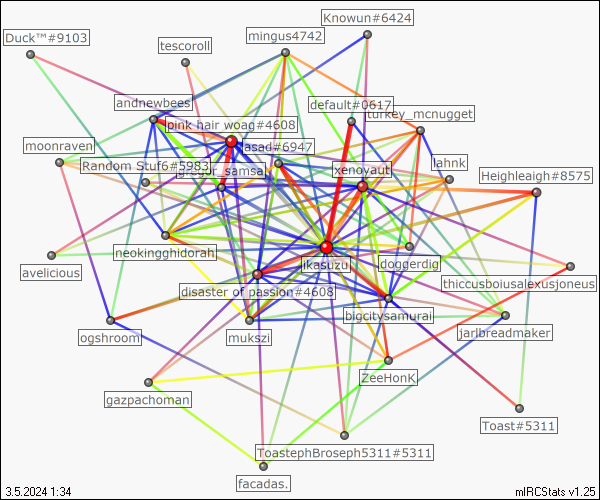 Knowun#6424
Duck™#9103
mingus4742
tescoroll
andnewbees
default#0617
turkey_mcnugget
pink hair woag#4608
moonraven
lasad#6947
Random Stuf6#5983
gregor_samsa
xenoyaut
lahnk
Heighleaigh#8575
neokingghidorah
jkasuzu
doggerdig
avelicious
thiccusboiusalexusjoneus
disaster of passion#4608
bigcitysamurai
ogshroom
mukszi
jarlbreadmaker
ZeeHonK
gazpachoman
Toast#5311
ToastephBroseph5311#5311
facadas.
3.5.2024 1:34
mIRCStats v1.25